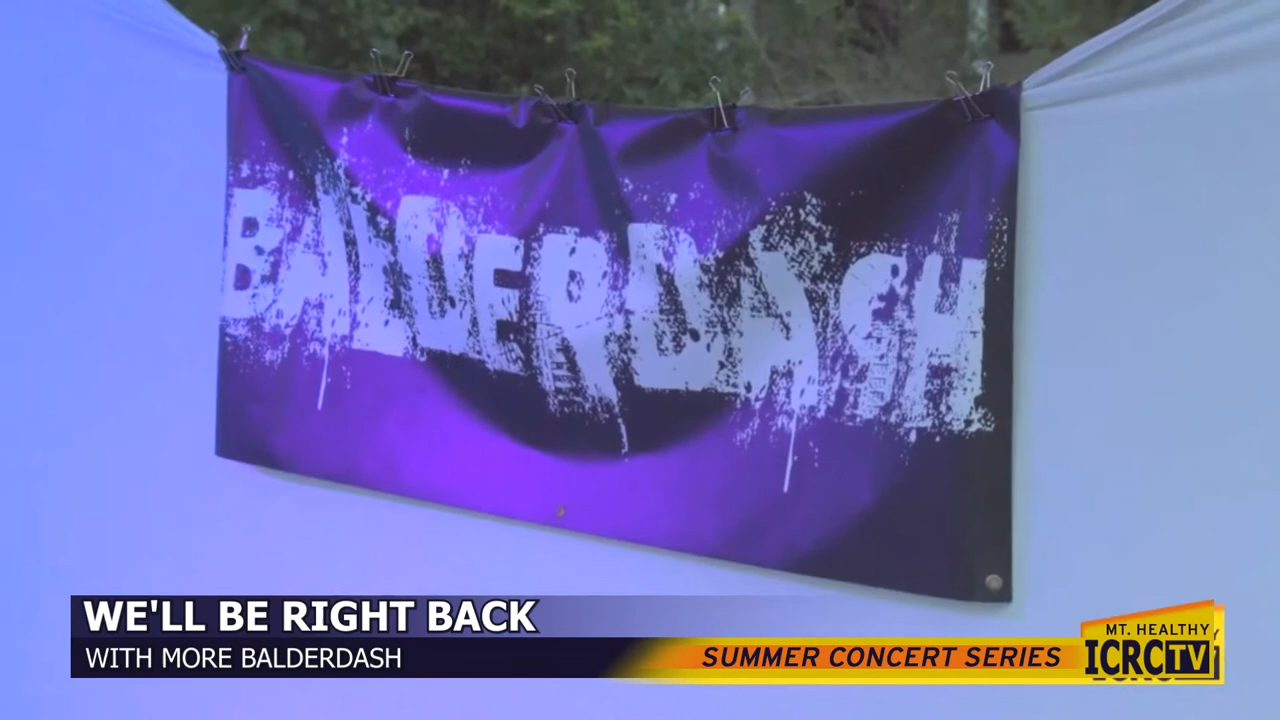 BALDERDASH
WE'LL BE RIGHT BACK
WITH MORE BALDERDASH
SUMMER CONCERT SERIES
MT. HEALTHY
ICRCTV